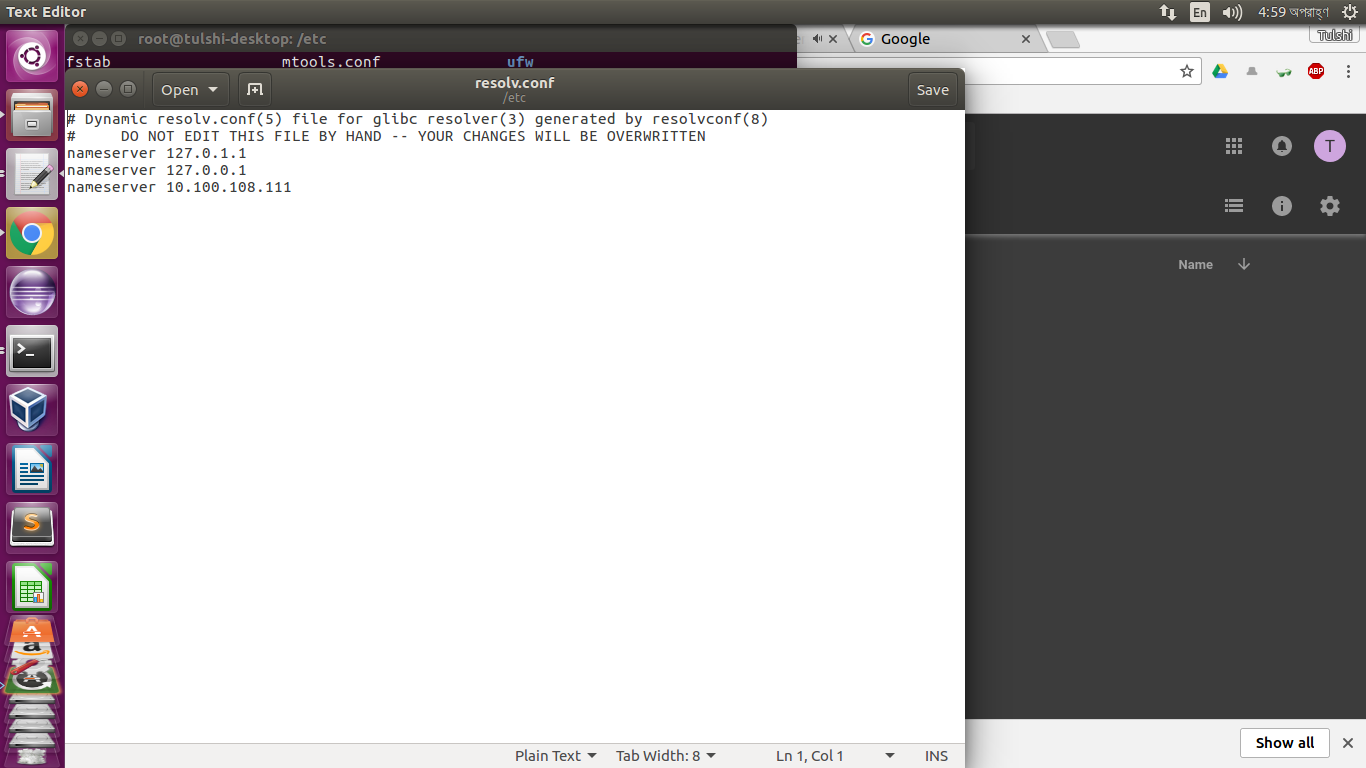 Text Editor
En
4:59 অপরাহ্ণ
root@tulshi-desktop: /etc
Google
Tulshi
fstab mtools.conf ufw
Open
resolv.conf
/etc
Save
ABP
# Dynamic resolv.conf(5) file for glibc resolver(3) generated by resolvconf(8)
#     DO NOT EDIT THIS FILE BY HAND -- YOUR CHANGES WILL BE OVERWRITTEN
nameserver 127.0.1.1
nameserver 127.0.0.1
nameserver 10.100.108.111
T
Name
Plain Text
Tab Width: 8
Ln 1, Col 1
INS
Show all